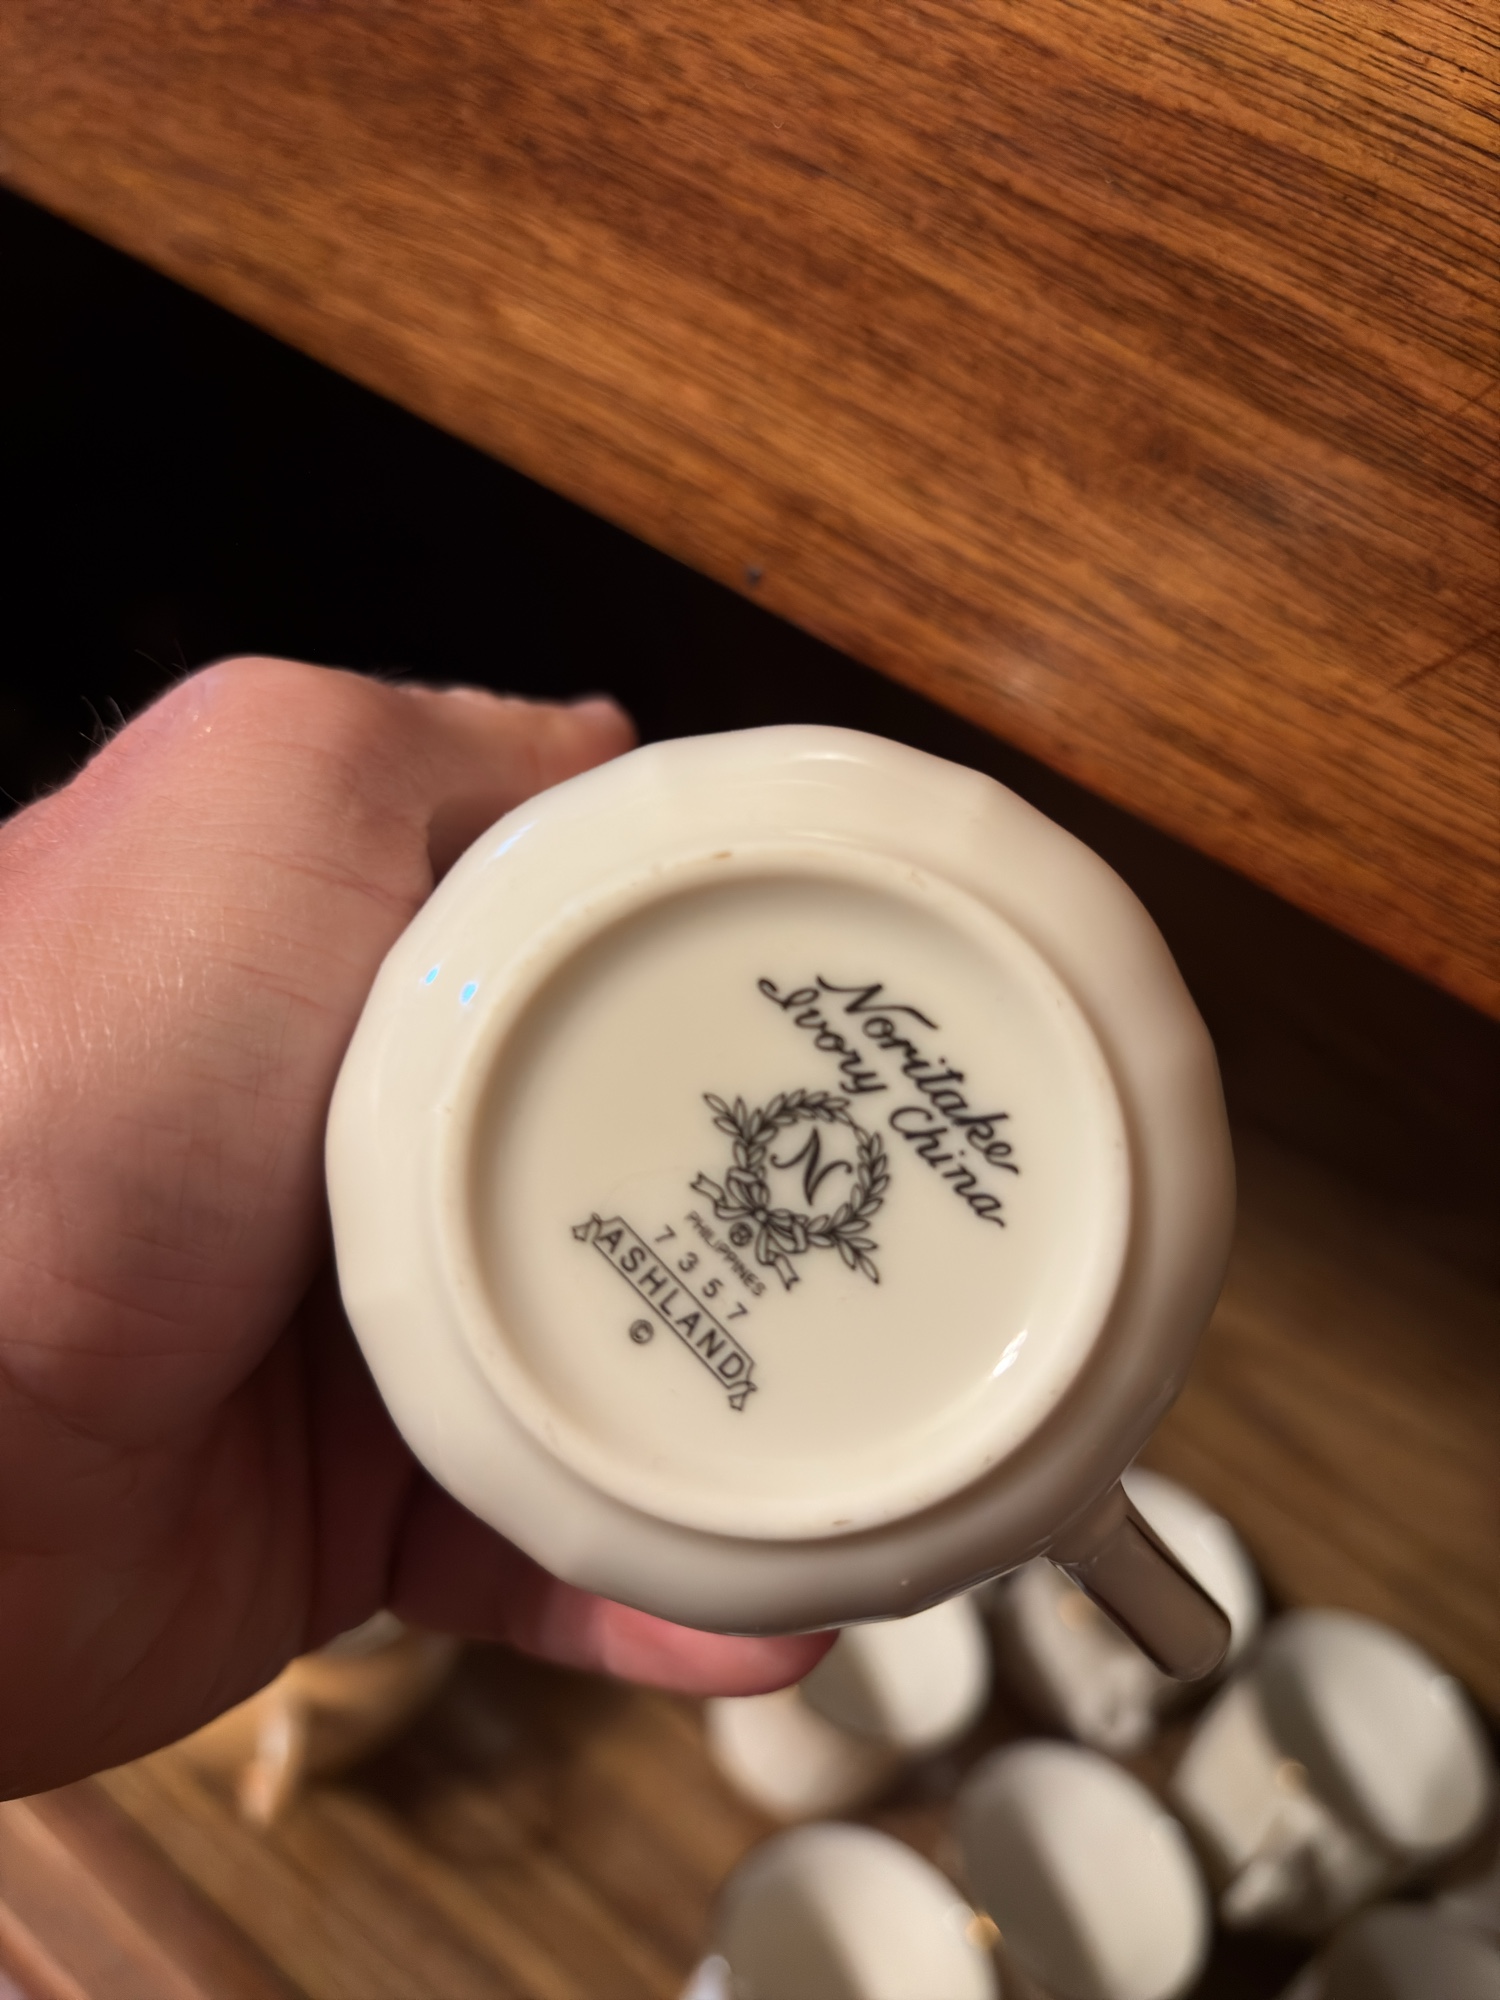 Noritake
Ivory China
N
®
PHILIPPINES
7357
ASHLAND
©